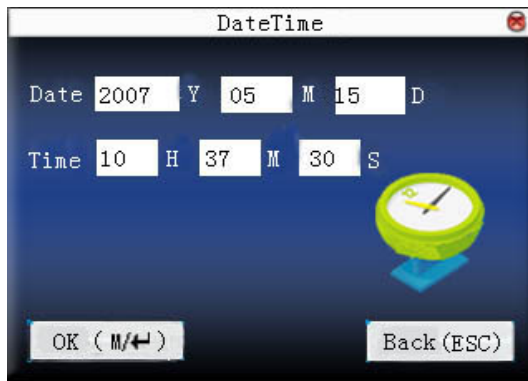 DateTime
Date 2007 Y 05 M 15 D
Time 10 H 37 M 30 S
OK (M/↵) Back(ESC)